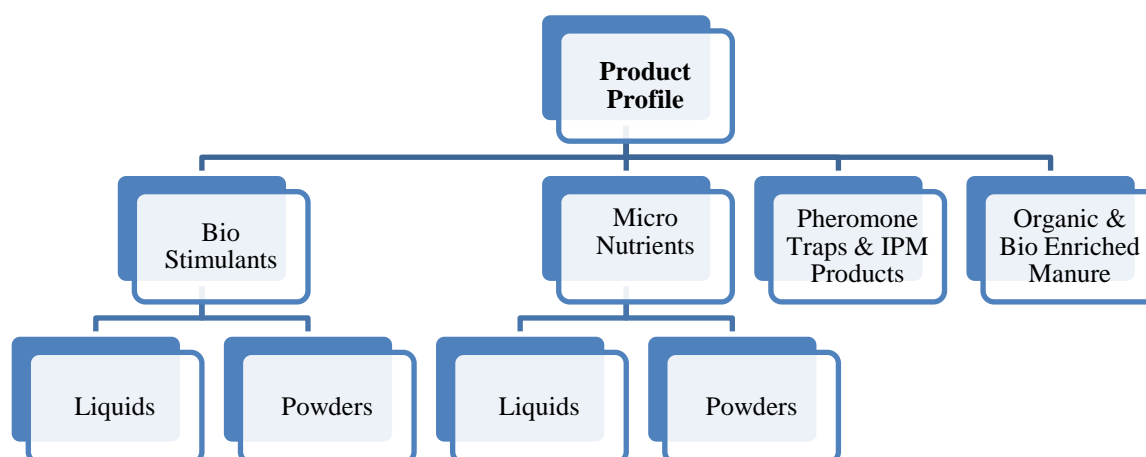 Product
Profile
Bio
Stimulants
Micro
Nutrients
Pheromone
Traps & IPM
Products
Organic &
Bio Enriched
Manure
Liquids
Powders
Liquids
Powders